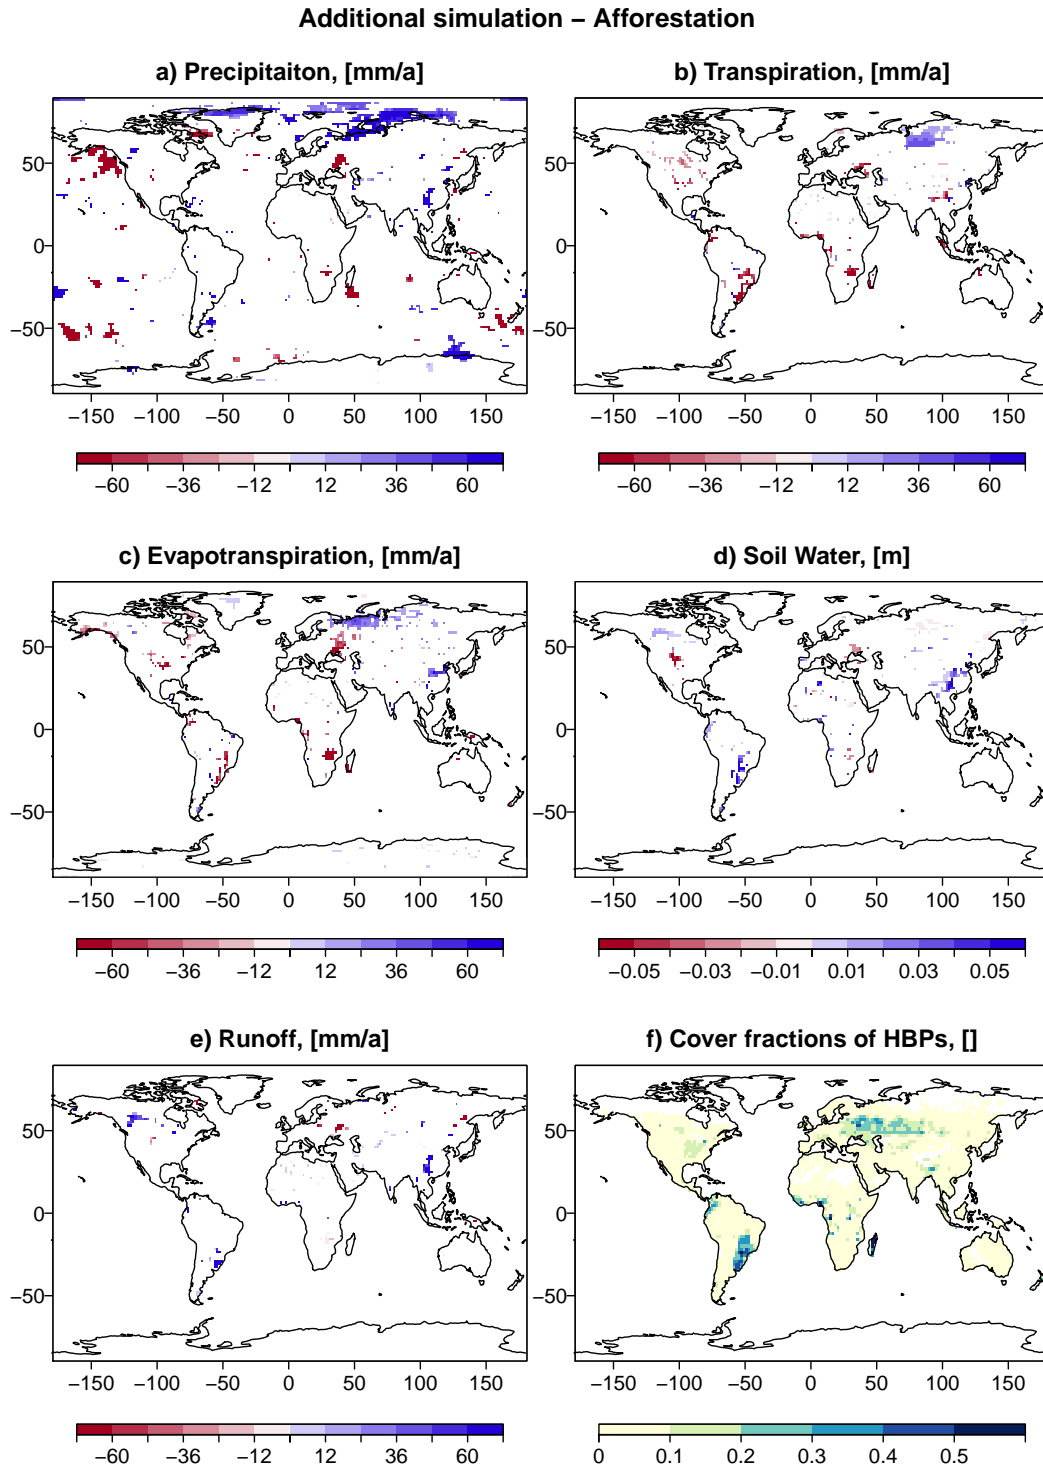 Additional simulation – Afforestation
a) Precipitaiton, [mm/a]
b) Transpiration, [mm/a]
50
0
−50
−150 −100 −50 0 50 100 150
−60 −36 −12 12 36 60
50
0
−50
−150 −100 −50 0 50 100 150
−60 −36 −12 12 36 60
c) Evapotranspiration, [mm/a]
d) Soil Water, [m]
50
0
−50
−150 −100 −50 0 50 100 150
−60 −36 −12 12 36 60
50
0
−50
−150 −100 −50 0 50 100 150
−0.05 −0.03 −0.01 0.01 0.03 0.05
e) Runoff, [mm/a]
f) Cover fractions of HBPs, []
50
0
−50
−150 −100 −50 0 50 100 150
−60 −36 −12 12 36 60
50
0
−50
−150 −100 −50 0 50 100 150
0 0.1 0.2 0.3 0.4 0.5